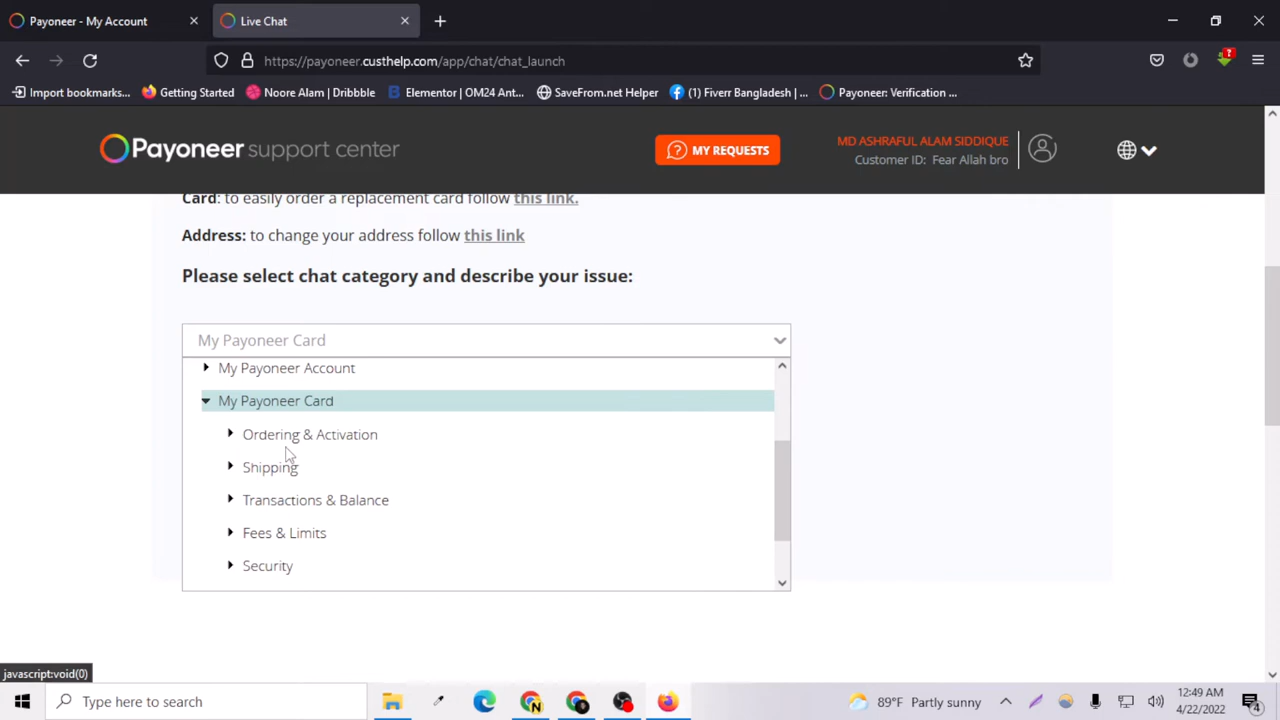 Payoneer - My Account
Live Chat
https://payoneer.custhelp.com/app/chat/chat_launch
Import bookmarks...
Getting Started
Noore Alam | Dribbble
Elementor | OM24 Ant...
SaveFrom.net Helper
(1) Fiverr Bangladesh | ...
Payoneer: Verification ...
Payoneer support center
MY REQUESTS
MD ASHRAFUL ALAM SIDDIQUE
Customer ID: Fear Allah bro
Card: to easily order a replacement card follow this link.
Address: to change your address follow this link
Please select chat category and describe your issue:
My Payoneer Card
My Payoneer Account
My Payoneer Card
Ordering & Activation
Shipping
Transactions & Balance
Fees & Limits
Security
javascript:void(0)
Type here to search
89°F Partly sunny
12:49 AM
4/22/2022
4